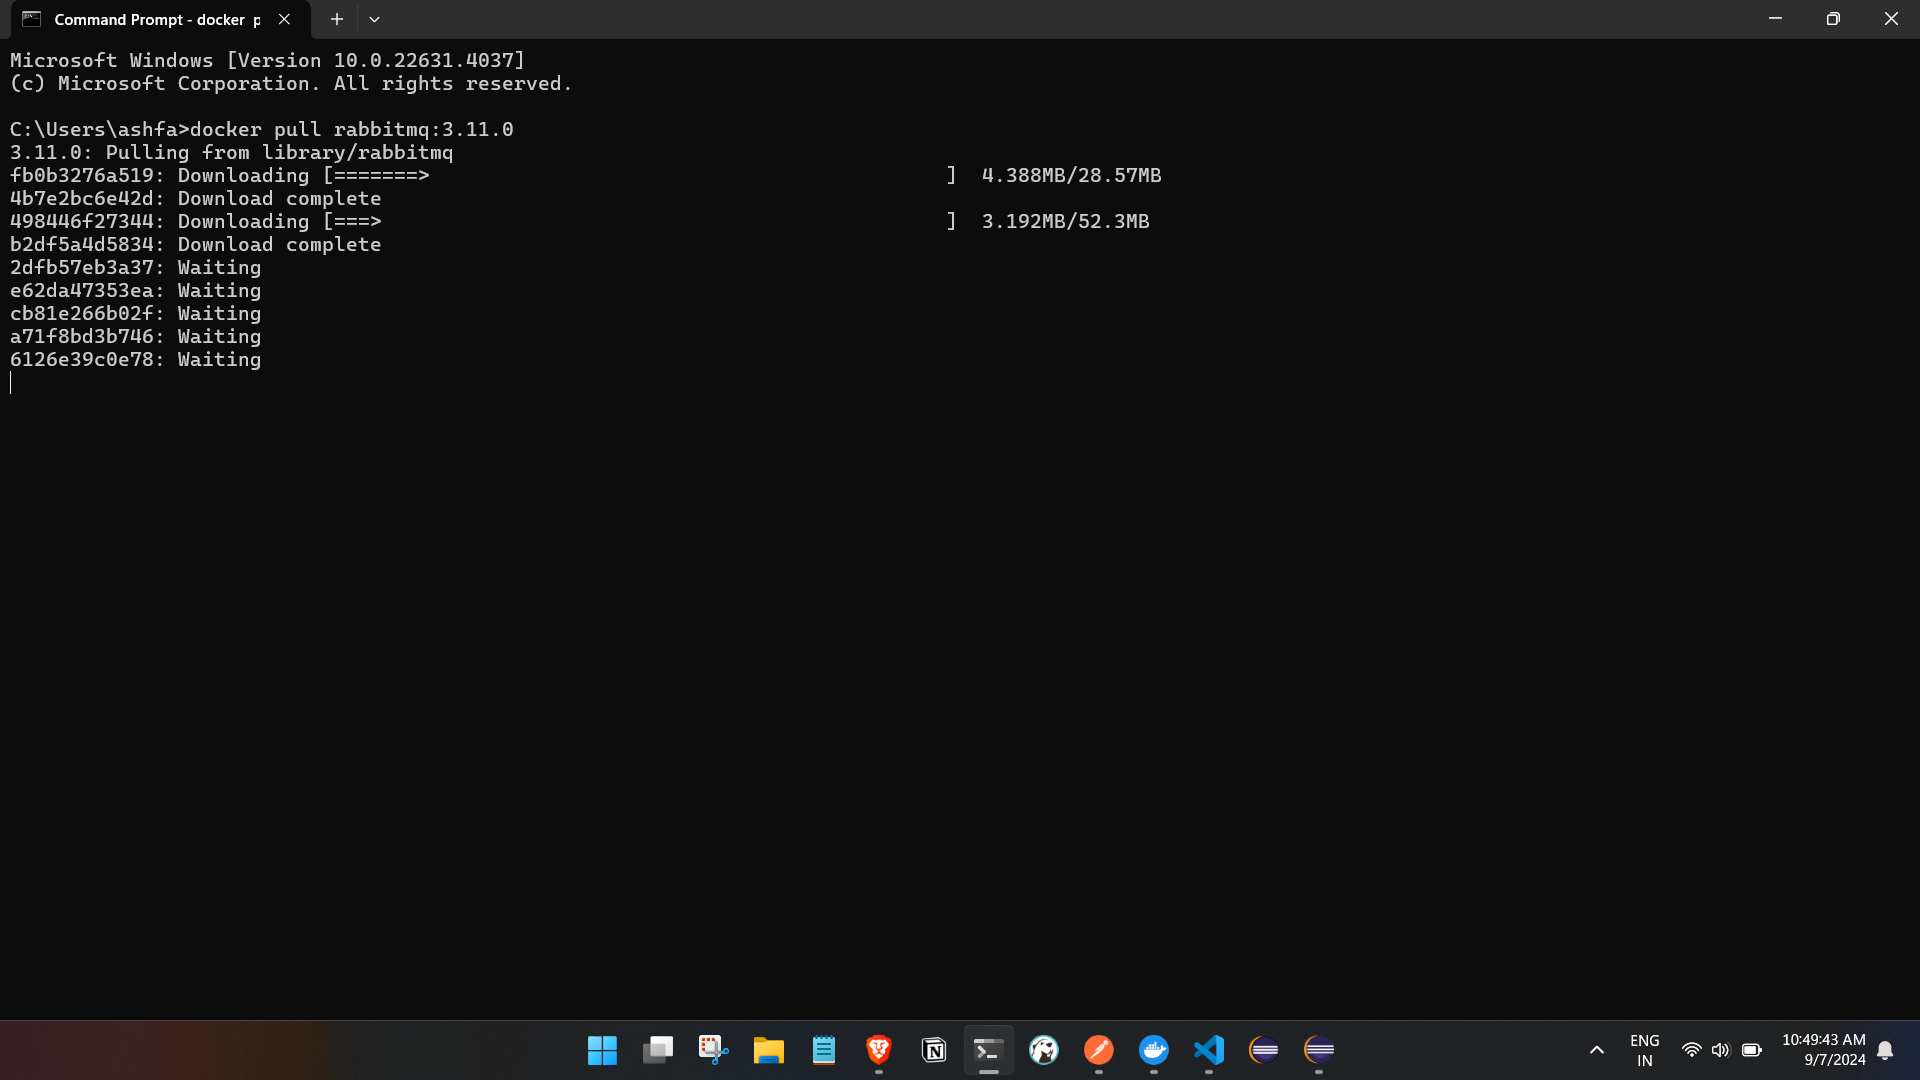 Command Prompt - docker p
Microsoft Windows [Version 10.0.22631.4037]
(c) Microsoft Corporation. All rights reserved.
C:\Users\ashfa>docker pull rabbitmq:3.11.0
3.11.0: Pulling from library/rabbitmq
fb0b3276a519: Downloading [=======>                                           ]  4.388MB/28.57MB
4b7e2bc6e42d: Download complete
498446f27344: Downloading [===>                                               ]  3.192MB/52.3MB
b2df5a4d5834: Download complete
2dfb57eb3a37: Waiting
e62da47353ea: Waiting
cb81e266b02f: Waiting
a71f8bd3b746: Waiting
6126e39c0e78: Waiting
ENG
IN
10:49:43 AM
9/7/2024